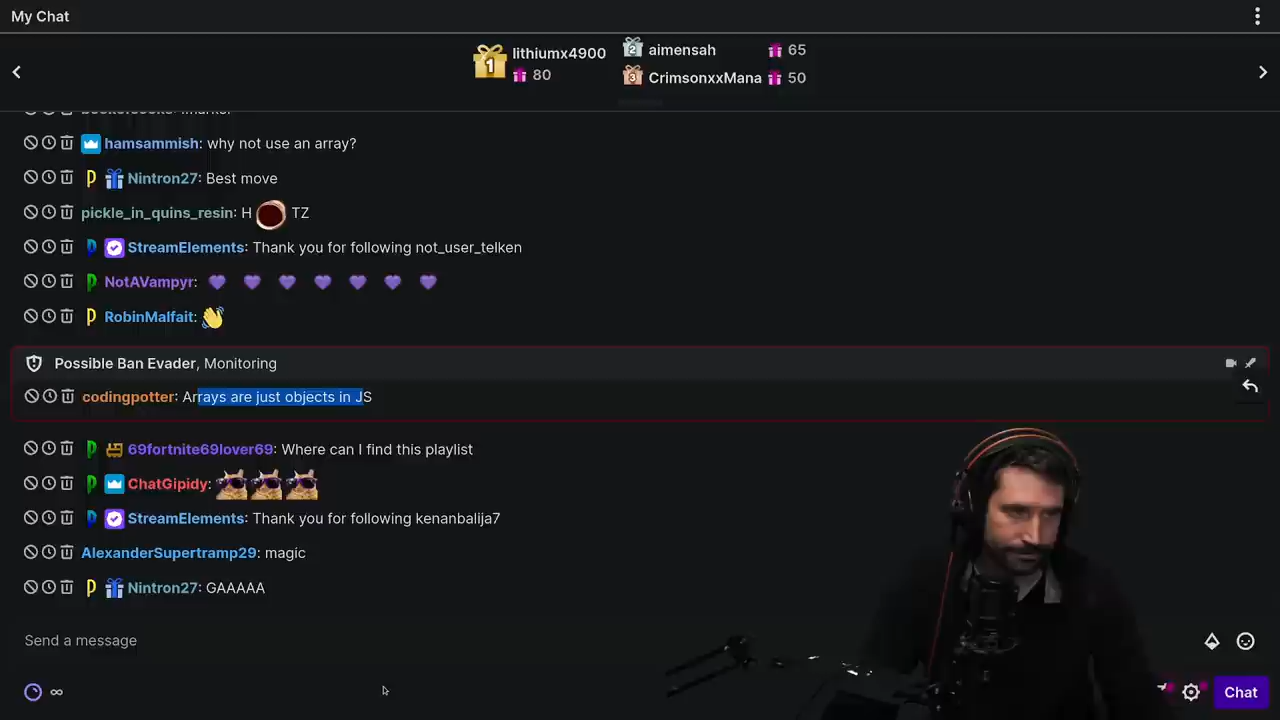 My Chat
1 lithiumx4900
80
2 aimensah 65
3 CrimsonxxMana 50
hamsammish: why not use an array?
Nintron27: Best move
pickle_in_quins_resin: H TZ
StreamElements: Thank you for following not_user_telken
NotAVampyr:
RobinMalfait:
Possible Ban Evader, Monitoring
codingpotter: Arrays are just objects in JS
69fortnite69lover69: Where can I find this playlist
ChatGipidy:
StreamElements: Thank you for following kenanbalija7
AlexanderSupertramp29: magic
Nintron27: GAAAAA
Send a message
∞
Chat